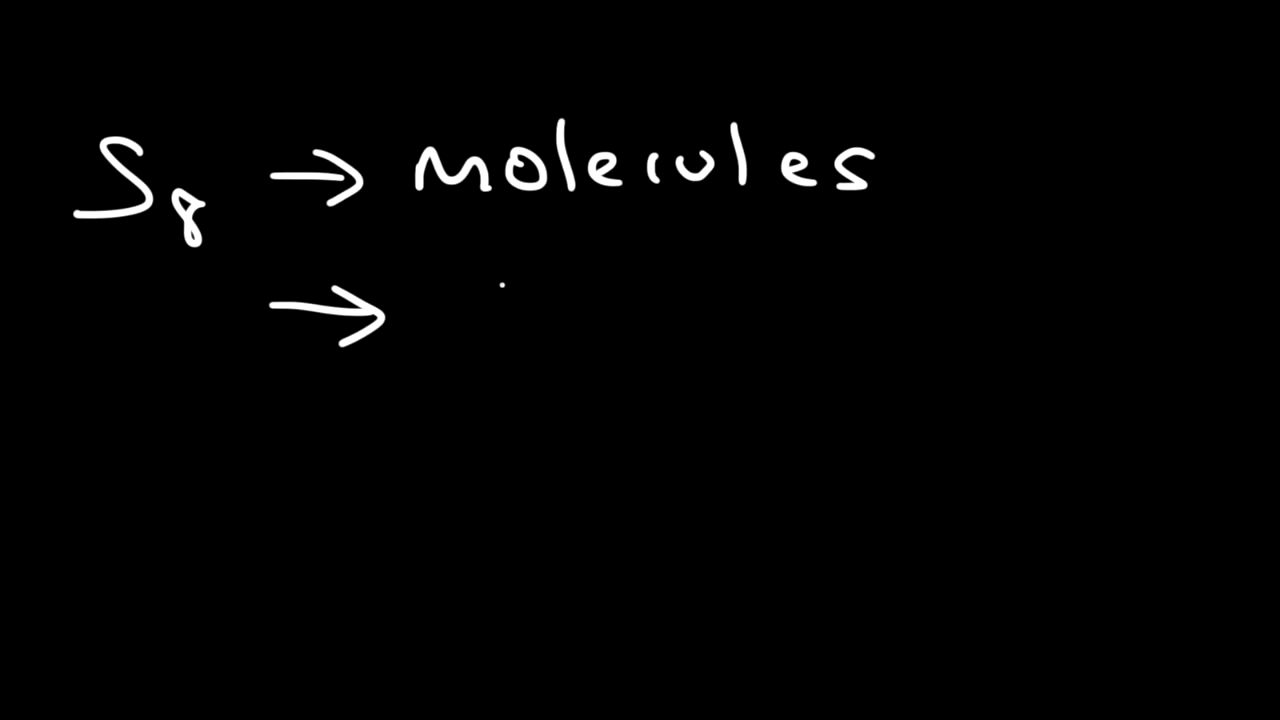 S₈ → molecules
→